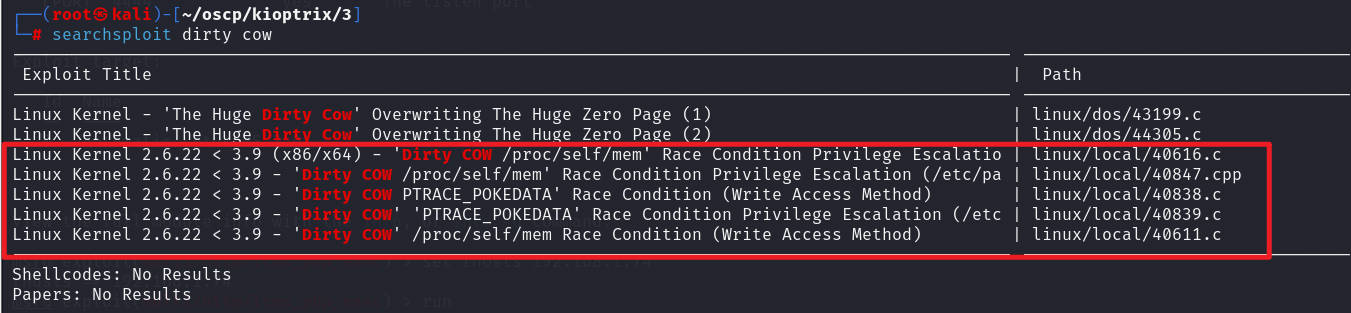 ┌──(root㉿kali)-[~/oscp/kioptrix/3]
└─# searchsploit dirty cow
Exploit Title | Path
Linux Kernel - 'The Huge Dirty Cow' Overwriting The Huge Zero Page (1) | linux/dos/43199.c
Linux Kernel - 'The Huge Dirty Cow' Overwriting The Huge Zero Page (2) | linux/dos/44305.c
Linux Kernel 2.6.22 < 3.9 (x86/x64) - 'Dirty COW /proc/self/mem' Race Condition Privilege Escalatio | linux/local/40616.c
Linux Kernel 2.6.22 < 3.9 - 'Dirty COW /proc/self/mem' Race Condition Privilege Escalation (/etc/pa | linux/local/40847.cpp
Linux Kernel 2.6.22 < 3.9 - 'Dirty COW PTRACE_POKEDATA' Race Condition (Write Access Method) | linux/local/40838.c
Linux Kernel 2.6.22 < 3.9 - 'Dirty COW' 'PTRACE_POKEDATA' Race Condition Privilege Escalation (/etc | linux/local/40839.c
Linux Kernel 2.6.22 < 3.9 - 'Dirty COW' /proc/self/mem Race Condition (Write Access Method) | linux/local/40611.c
Shellcodes: No Results
Papers: No Results